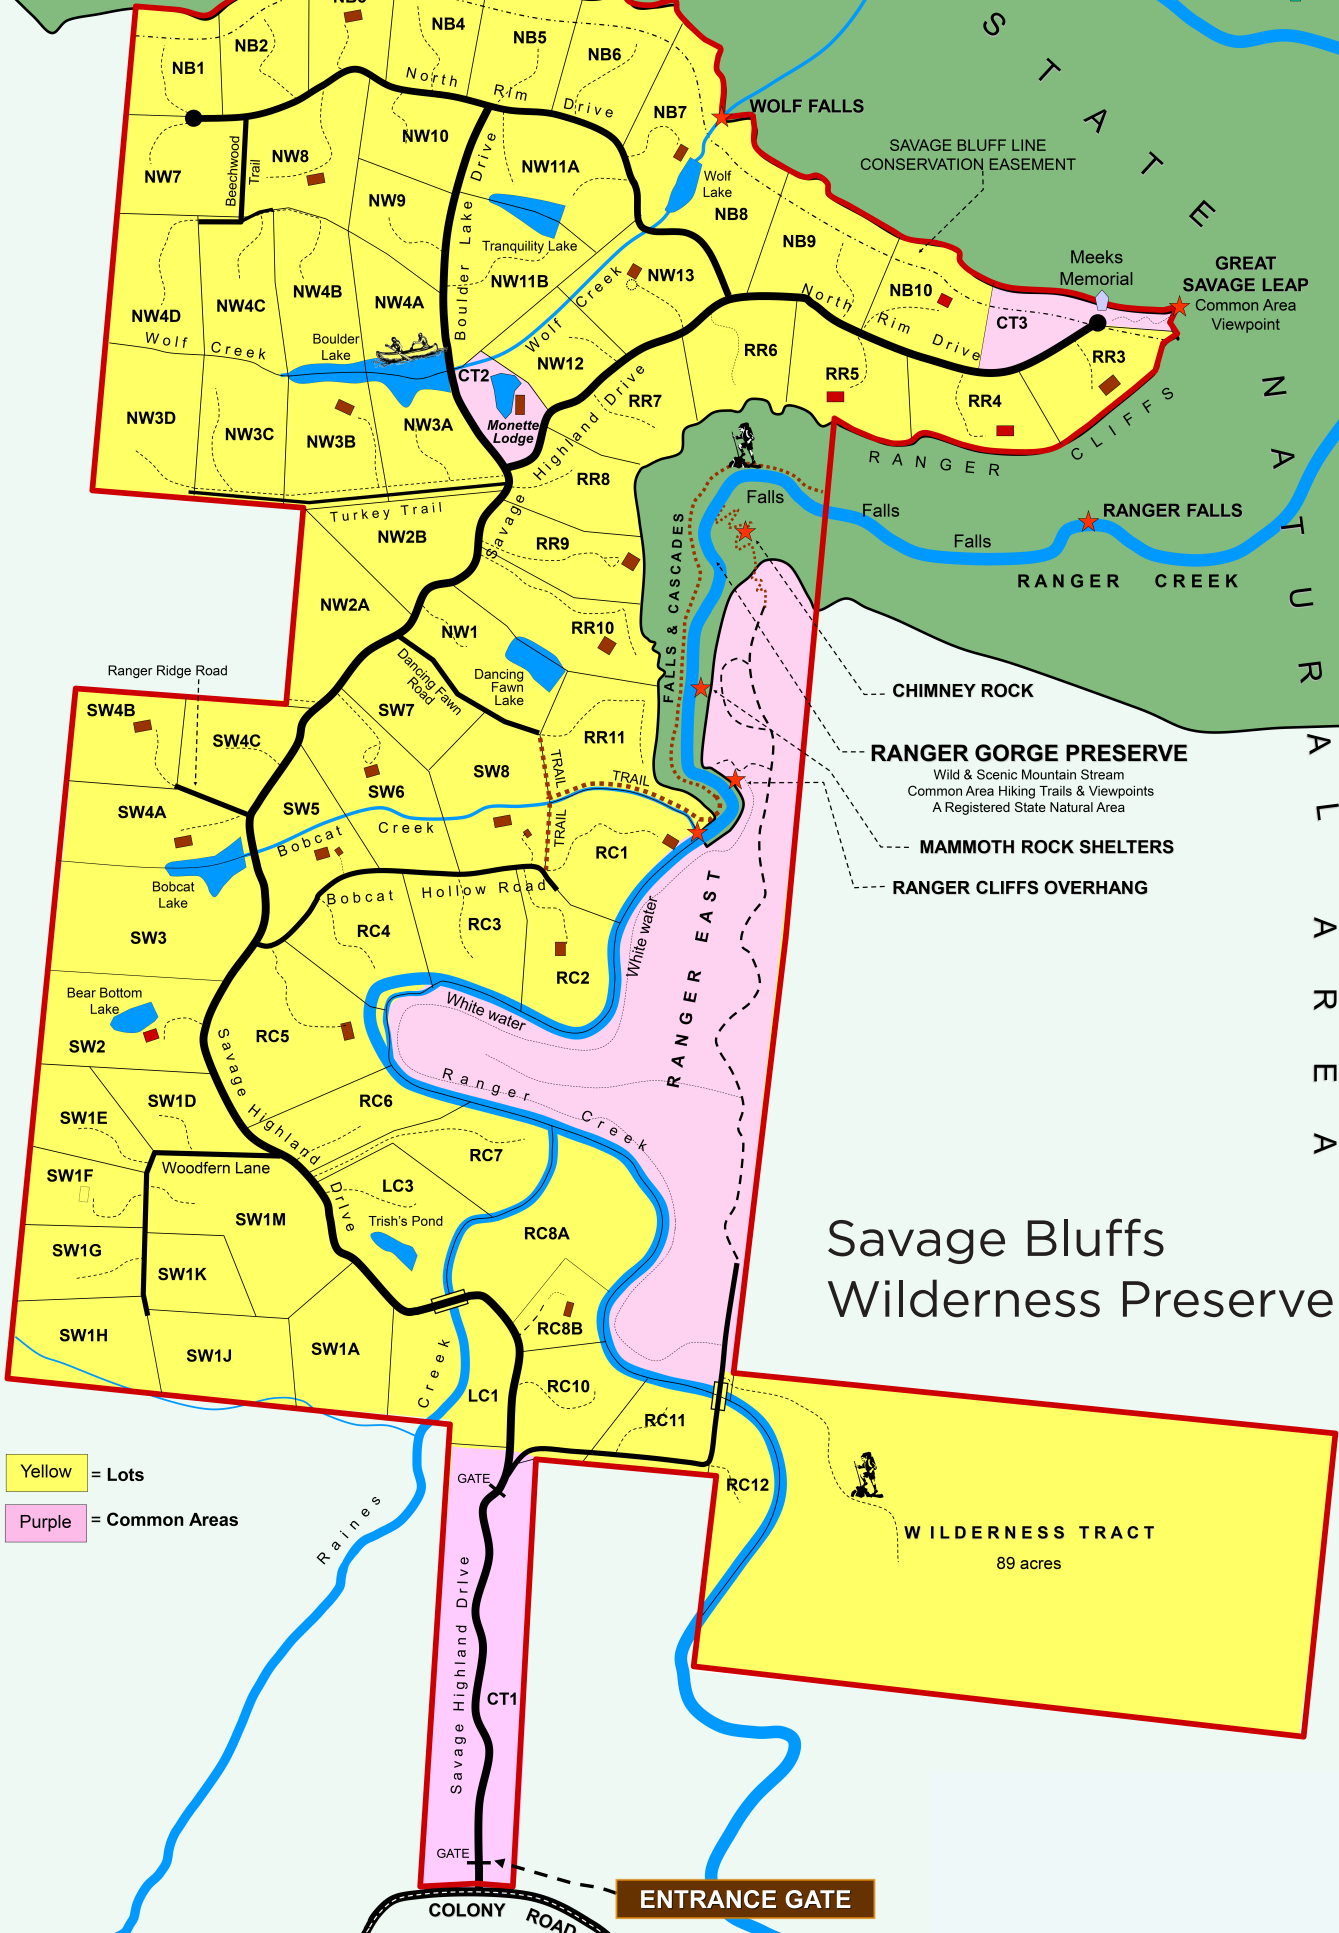 NB4
NB5
NB6
NB2
NB1
NB7
North Rim Drive
WOLF FALLS
SAVAGE BLUFF LINE
CONSERVATION EASEMENT
STATE NATURAL AREA
NW10
NW11A
NW8
NW7
Beechwood
Trail
NW9
Wolf
Lake
NB8
NB9
Tranquility Lake
Boulder Lake Drive
NW11B
NW13
NB10
Meeks
Memorial
GREAT
SAVAGE LEAP
Common Area
Viewpoint
CT3
NW4D
NW4C
NW4B
NW4A
Wolf Creek
Wolf Creek
North Rim Drive
Boulder
Lake
CT2
NW12
RR6
RR3
RR5
RR4
RR7
Monette
Lodge
NW3D
NW3C
NW3B
NW3A
RANGER CLIFFS
RR8
Savage Highland Drive
Turkey Trail
Falls
Falls
Falls
RANGER FALLS
RANGER CREEK
NW2B
RR9
FALLS & CASCADES
NW2A
NW1
RR10
Dancing Fawn
Road
Dancing
Fawn
Lake
Ranger Ridge Road
CHIMNEY ROCK
SW4B
SW4C
SW7
RR11
RANGER GORGE PRESERVE
Wild & Scenic Mountain Stream
Common Area Hiking Trails & Viewpoints
A Registered State Natural Area
SW8
TRAIL
TRAIL
TRAIL
SW6
SW5
SW4A
Bobcat Creek
MAMMOTH ROCK SHELTERS
RC1
RANGER CLIFFS OVERHANG
Bobcat
Lake
Bobcat Hollow Road
SW3
RC4
RC3
RC2
White water
RANGER EAST
Bear Bottom
Lake
White water
SW2
RC5
Savage Highland Drive
Ranger Creek
SW1E
SW1D
RC6
RC7
Woodfern Lane
SW1F
LC3
SW1M
Trish's Pond
RC8A
SW1G
SW1K
Savage Bluffs
Wilderness Preserve
SW1H
SW1J
SW1A
RC8B
RC10
LC1
RC11
Raines Creek
Yellow
= Lots
Purple
= Common Areas
GATE
RC12
WILDERNESS TRACT
89 acres
Savage Highland Drive
CT1
GATE
ENTRANCE GATE
COLONY ROAD